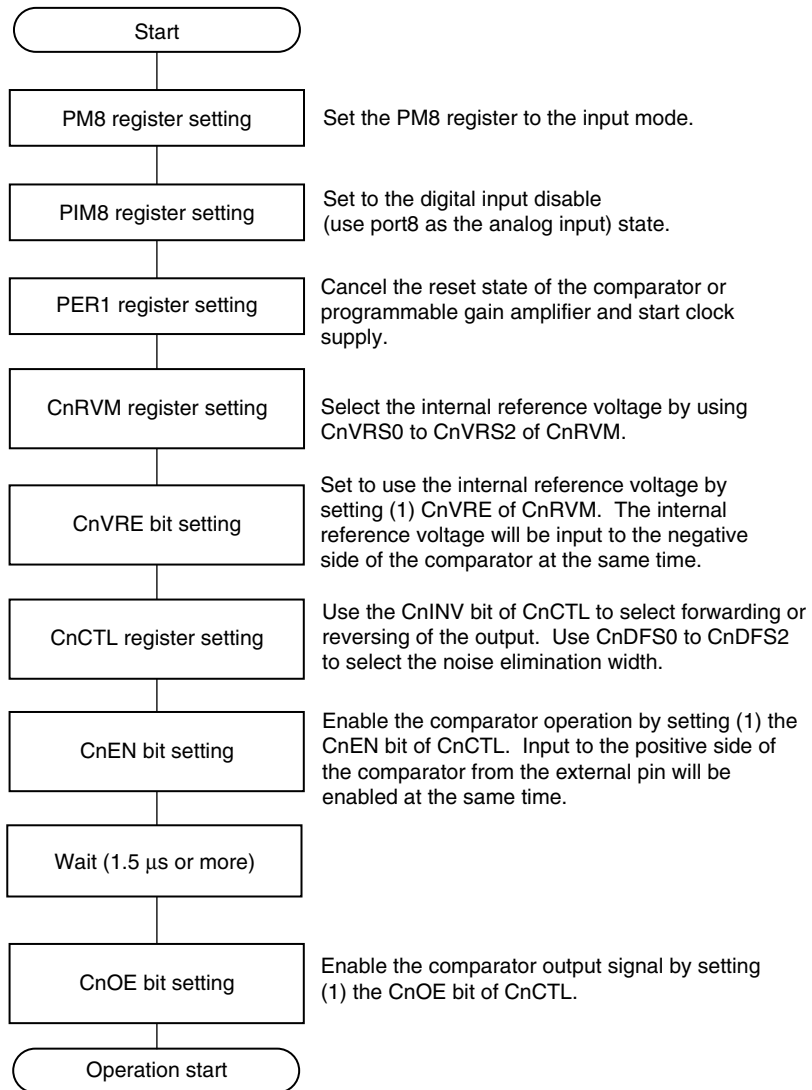 Start
PM8 register setting
Set the PM8 register to the input mode.
PIM8 register setting
Set to the digital input disable
(use port8 as the analog input) state.
PER1 register setting
Cancel the reset state of the comparator or
programmable gain amplifier and start clock
supply.
CnRVM register setting
Select the internal reference voltage by using
CnVRS0 to CnVRS2 of CnRVM.
CnVRE bit setting
Set to use the internal reference voltage by
setting (1) CnVRE of CnRVM. The internal
reference voltage will be input to the negative
side of the comparator at the same time.
CnCTL register setting
Use the CnINV bit of CnCTL to select forwarding or
reversing of the output. Use CnDFS0 to CnDFS2
to select the noise elimination width.
CnEN bit setting
Enable the comparator operation by setting (1) the
CnEN bit of CnCTL. Input to the positive side of
the comparator from the external pin will be
enabled at the same time.
Wait (1.5 μs or more)
CnOE bit setting
Enable the comparator output signal by setting
(1) the CnOE bit of CnCTL.
Operation start